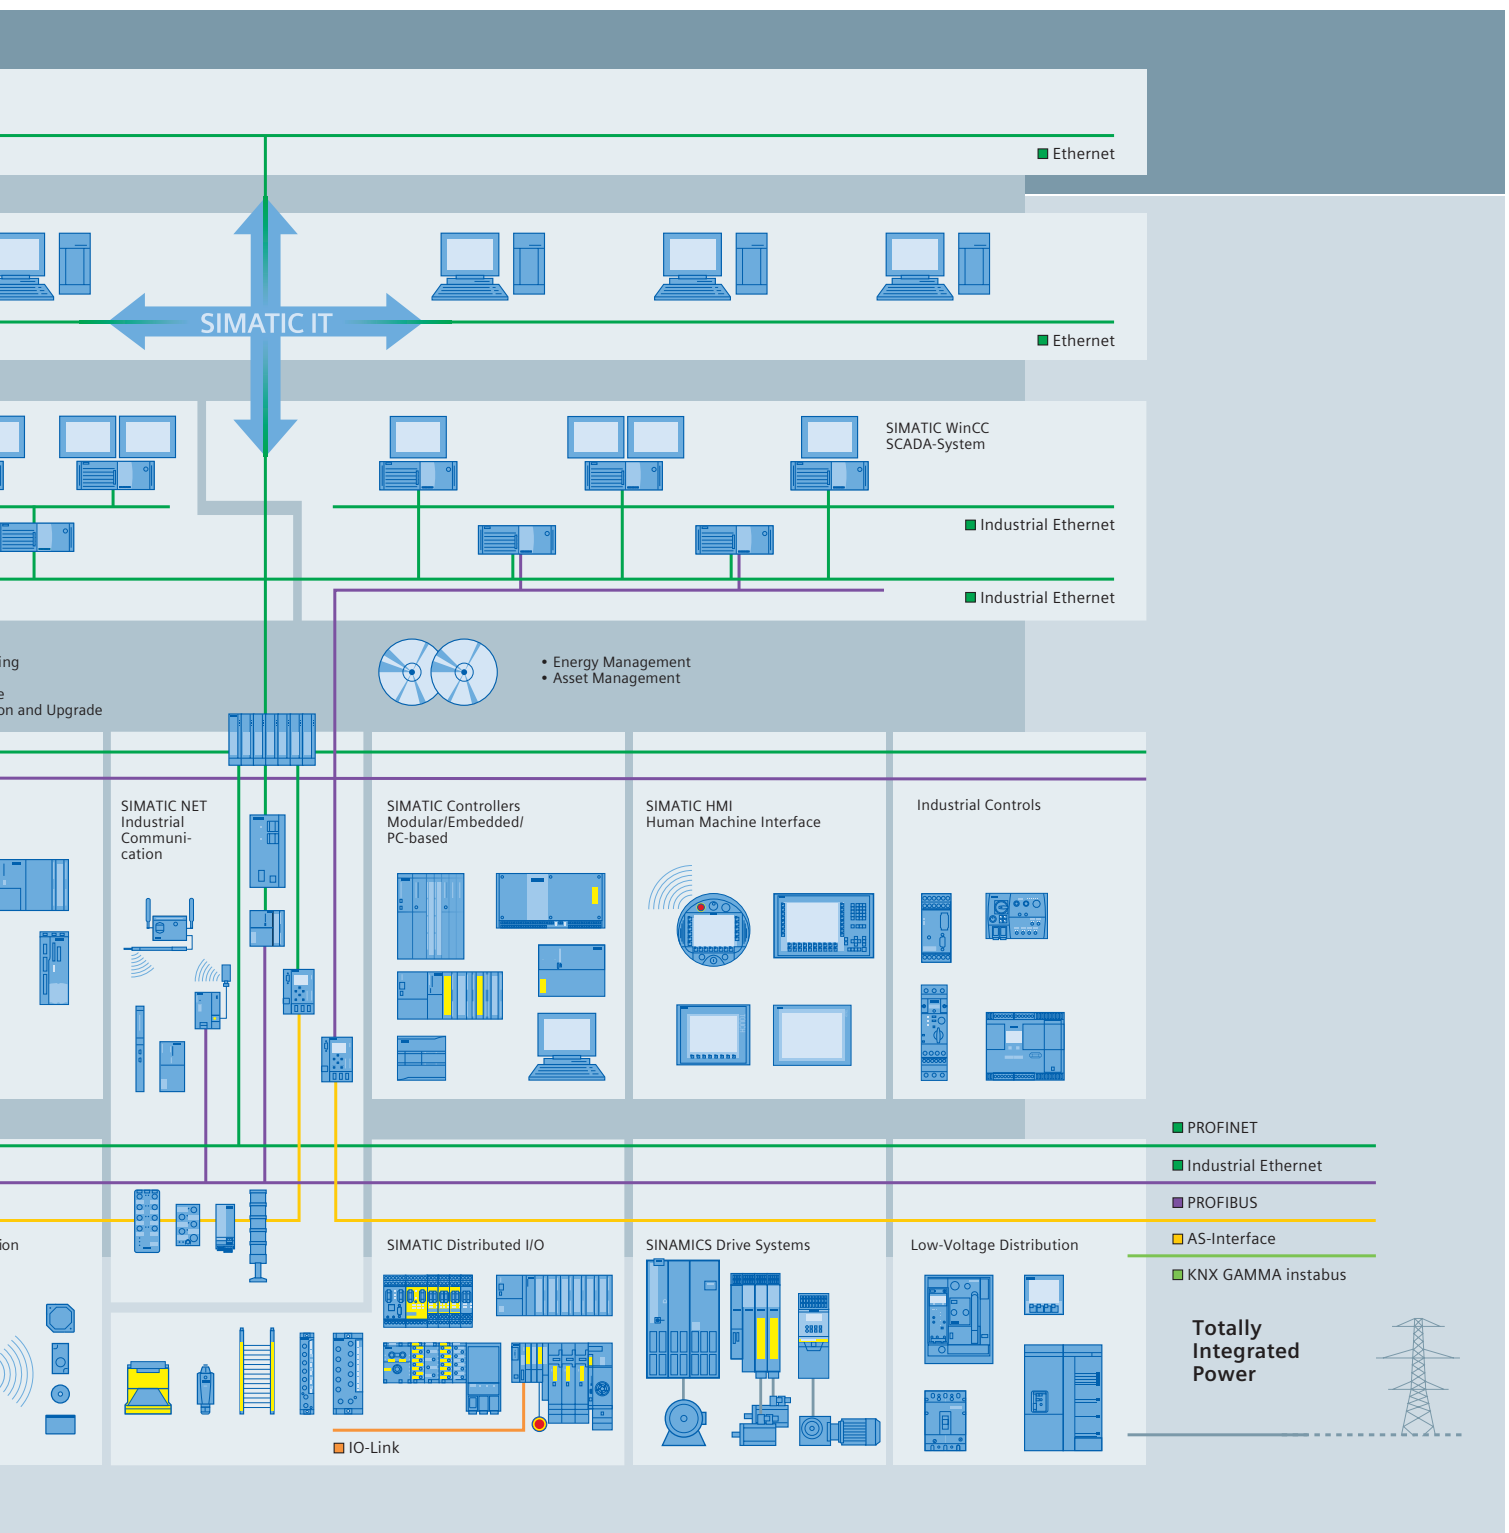 Ethernet
SIMATIC IT
Ethernet
SIMATIC WinCC
SCADA-System
Industrial Ethernet
Industrial Ethernet
ing
e
on and Upgrade
• Energy Management
• Asset Management
SIMATIC NET
Industrial
Communi-
cation
SIMATIC Controllers
Modular/Embedded/
PC-based
SIMATIC HMI
Human Machine Interface
Industrial Controls
PROFINET
Industrial Ethernet
PROFIBUS
AS-Interface
KNX GAMMA instabus
ion
SIMATIC Distributed I/O
SINAMICS Drive Systems
Low-Voltage Distribution
Totally
Integrated
Power
IO-Link